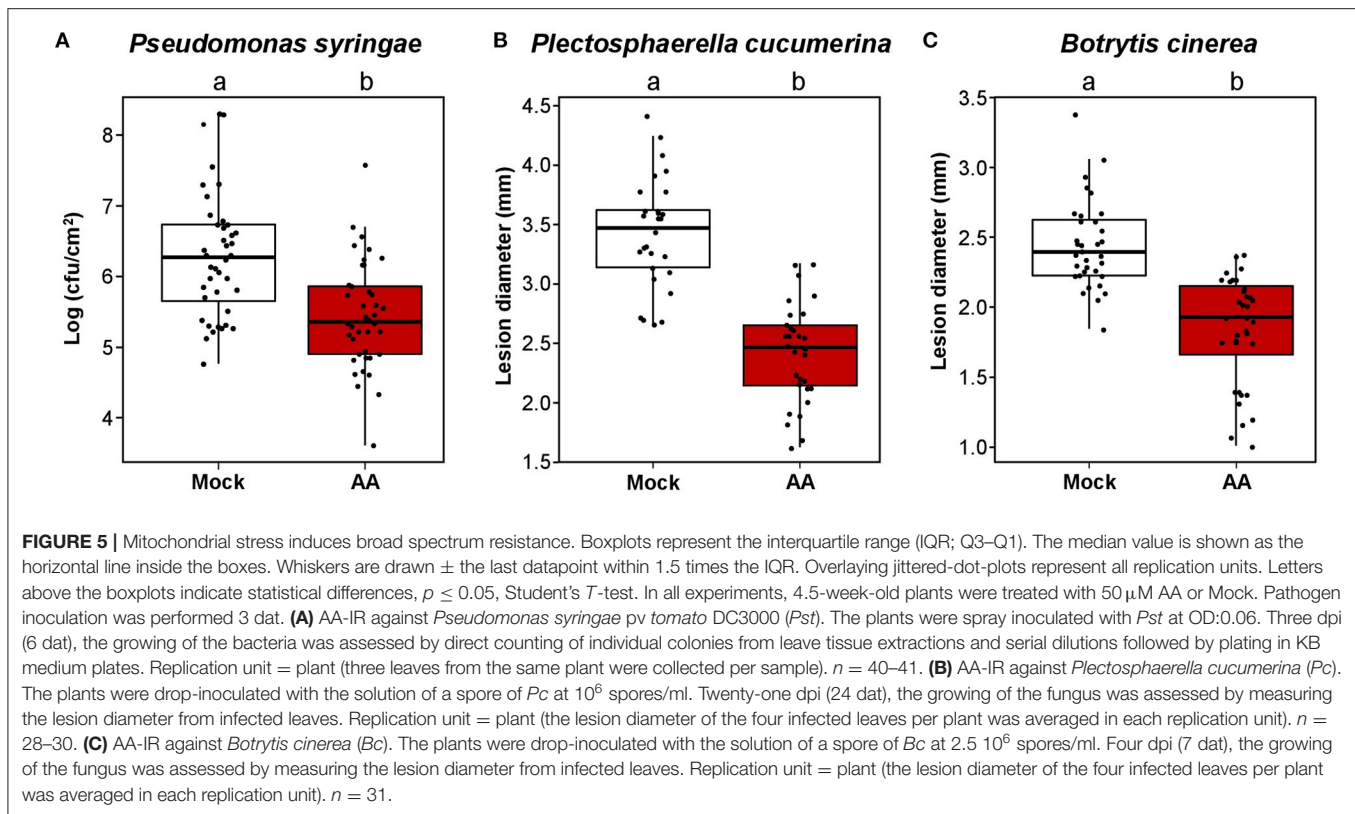 A Pseudomonas syringae
B Plectosphaerella cucumerina
C Botrytis cinerea
a b
a b
a b
Log (cfu/cm²)
8
7
6
5
4
Mock AA
Lesion diameter (mm)
4.5
4.0
3.5
3.0
2.5
2.0
1.5
Mock AA
Lesion diameter (mm)
3.5
3.0
2.5
2.0
1.5
1.0
Mock AA
FIGURE 5 | Mitochondrial stress induces broad spectrum resistance. Boxplots represent the interquartile range (IQR; Q3–Q1). The median value is shown as the
horizontal line inside the boxes. Whiskers are drawn ± the last datapoint within 1.5 times the IQR. Overlaying jittered-dot-plots represent all replication units. Letters
above the boxplots indicate statistical differences, p ≤ 0.05, Student's T-test. In all experiments, 4.5-week-old plants were treated with 50 μM AA or Mock. Pathogen
inoculation was performed 3 dat. (A) AA-IR against Pseudomonas syringae pv tomato DC3000 (Pst). The plants were spray inoculated with Pst at OD:0.06. Three dpi
(6 dat), the growing of the bacteria was assessed by direct counting of individual colonies from leave tissue extractions and serial dilutions followed by plating in KB
medium plates. Replication unit = plant (three leaves from the same plant were collected per sample). n = 40–41. (B) AA-IR against Plectosphaerella cucumerina (Pc).
The plants were drop-inoculated with the solution of a spore of Pc at 10⁶ spores/ml. Twenty-one dpi (24 dat), the growing of the fungus was assessed by measuring
the lesion diameter from infected leaves. Replication unit = plant (the lesion diameter of the four infected leaves per plant was averaged in each replication unit). n =
28–30. (C) AA-IR against Botrytis cinerea (Bc). The plants were drop-inoculated with the solution of a spore of Bc at 2.5 10⁶ spores/ml. Four dpi (7 dat), the growing
of the fungus was assessed by measuring the lesion diameter from infected leaves. Replication unit = plant (the lesion diameter of the four infected leaves per plant
was averaged in each replication unit). n = 31.